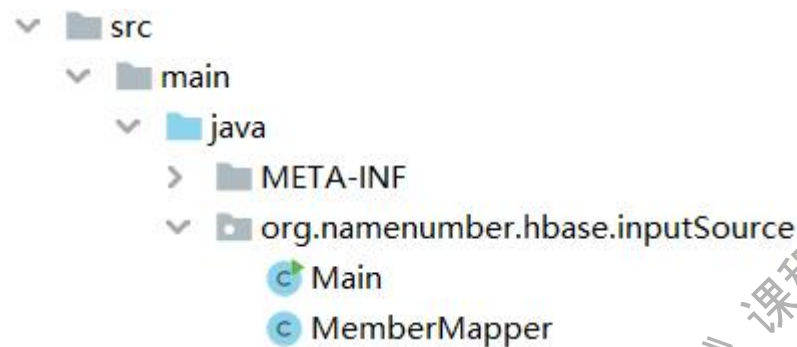 src
main
java
META-INF
org.namenumber.hbase.inputSource
Main
MemberMapper